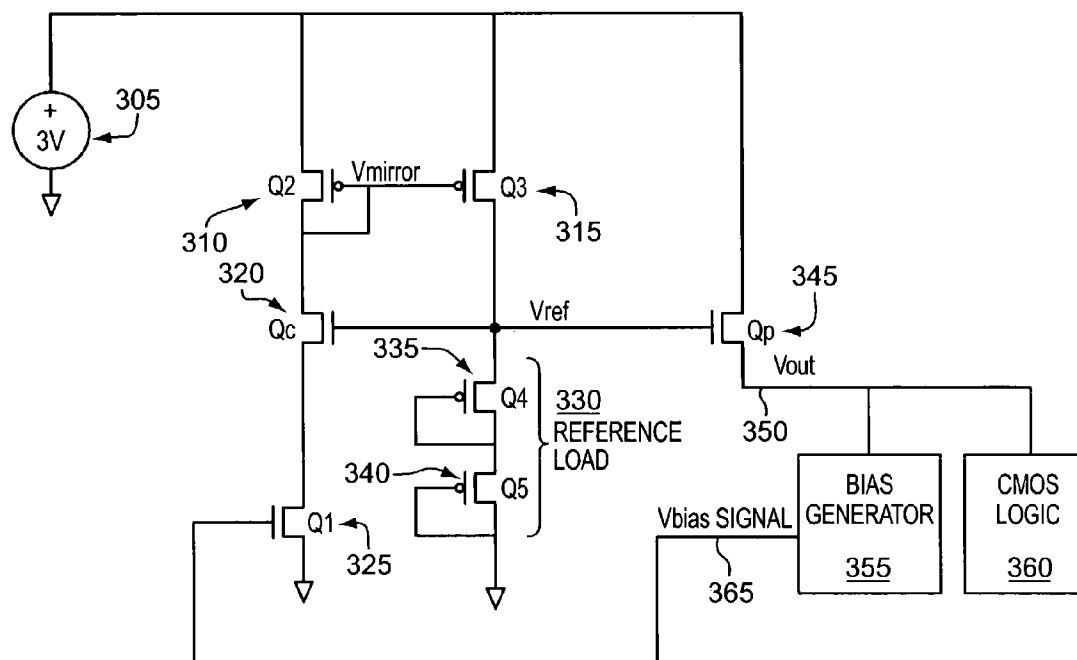 +
3V
305
Q2
Vmirror
Q3
310
315
320
Qc
Vref
345
Qp
335
Vout
Q4
330
REFERENCE
LOAD
350
340
Q5
BIAS
GENERATOR
355
CMOS
LOGIC
360
Vbias SIGNAL
365
Q1
325